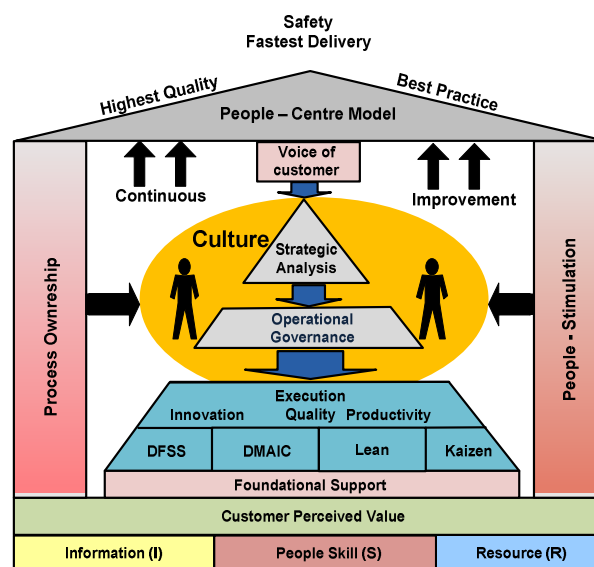 Safety
Fastest Delivery
Highest Quality
Best Practice
People – Centre Model
Voice of
customer
Continuous
Improvement
Culture
Strategic
Analysis
Operational
Governance
Process Ownreship
People - Stimulation
Execution
Innovation Quality Productivity
DFSS DMAIC Lean Kaizen
Foundational Support
Customer Perceived Value
Information (I) People Skill (S) Resource (R)